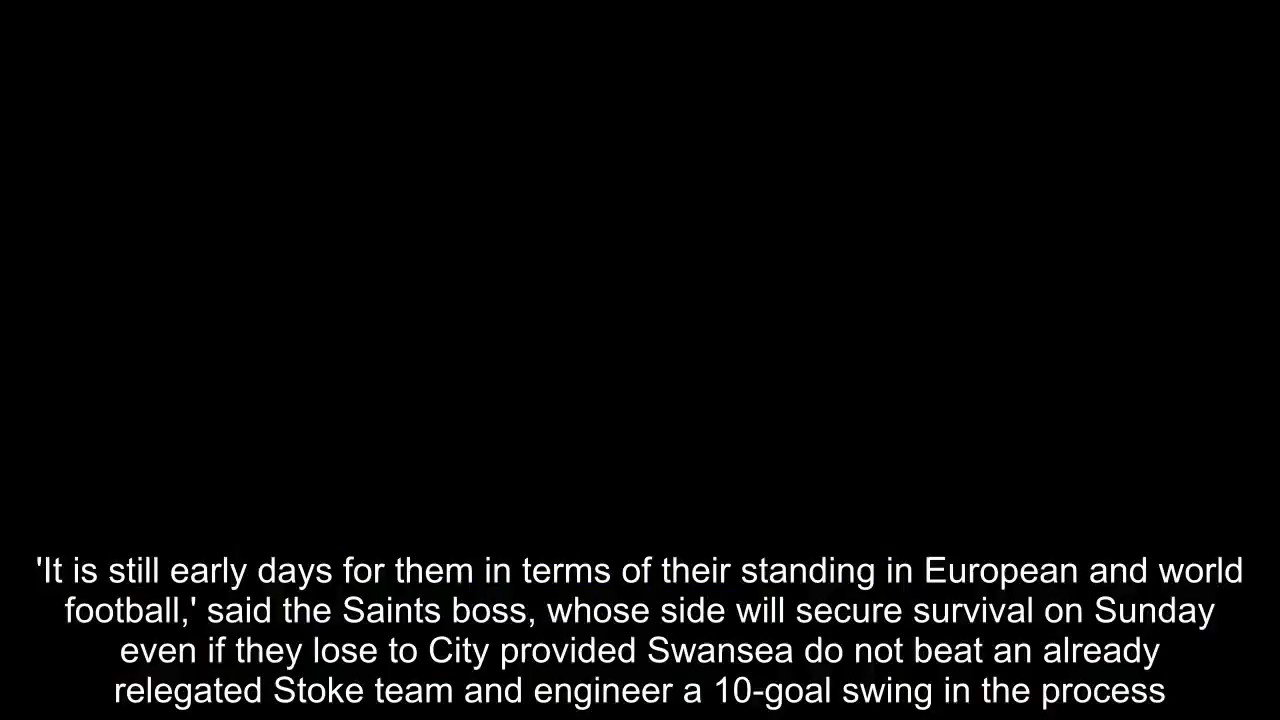 'It is still early days for them in terms of their standing in European and world
football,' said the Saints boss, whose side will secure survival on Sunday
even if they lose to City provided Swansea do not beat an already
relegated Stoke team and engineer a 10-goal swing in the process